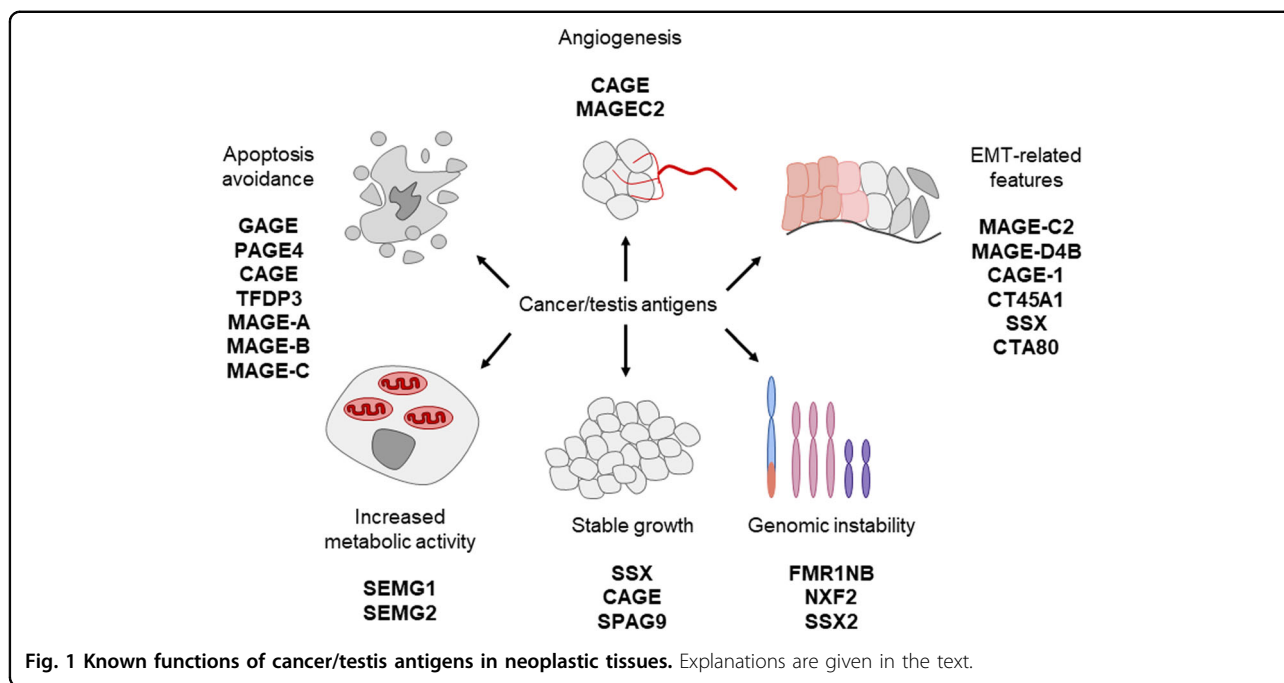 Angiogenesis
CAGE
MAGEC2
Apoptosis
avoidance
GAGE
PAGE4
CAGE
TFDP3
MAGE-A
MAGE-B
MAGE-C
EMT-related
features
MAGE-C2
MAGE-D4B
CAGE-1
CT45A1
SSX
CTA80
Cancer/testis antigens
Increased
metabolic activity
SEMG1
SEMG2
Stable growth
SSX
CAGE
SPAG9
Genomic instability
FMR1NB
NXF2
SSX2
Fig. 1 Known functions of cancer/testis antigens in neoplastic tissues. Explanations are given in the text.